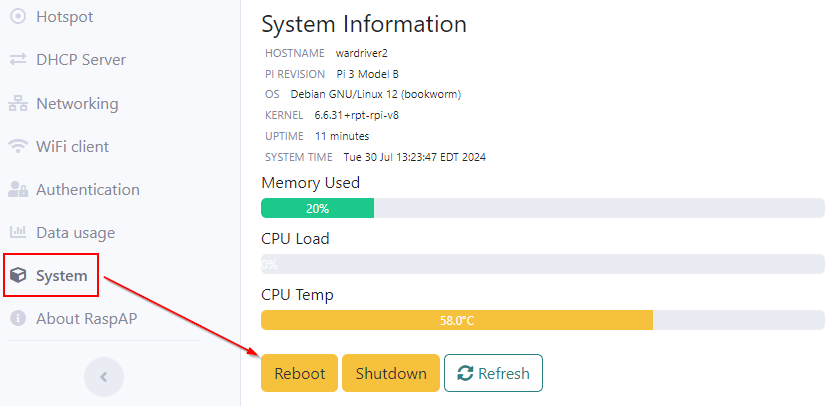 Hotspot
DHCP Server
Networking
WiFi client
Authentication
Data usage
System
About RaspAP
System Information
HOSTNAME wardriver2
PI REVISION Pi 3 Model B
OS Debian GNU/Linux 12 (bookworm)
KERNEL 6.6.31+rpt-rpi-v8
UPTIME 11 minutes
SYSTEM TIME Tue 30 Jul 13:23:47 EDT 2024
Memory Used
20%
CPU Load
0%
CPU Temp
58.0°C
Reboot Shutdown Refresh